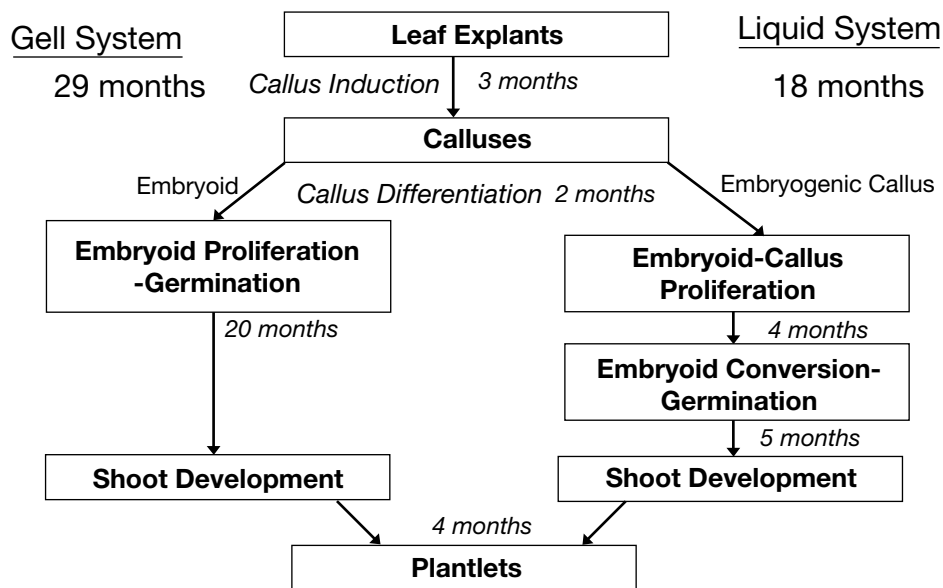 Gell System
29 months
Leaf Explants
Liquid System
18 months
Callus Induction 3 months
Calluses
Embryoid
Callus Differentiation 2 months
Embryogenic Callus
Embryoid Proliferation
-Germination
Embryoid-Callus
Proliferation
20 months
4 months
Embryoid Conversion-
Germination
5 months
Shoot Development
Shoot Development
4 months
Plantlets